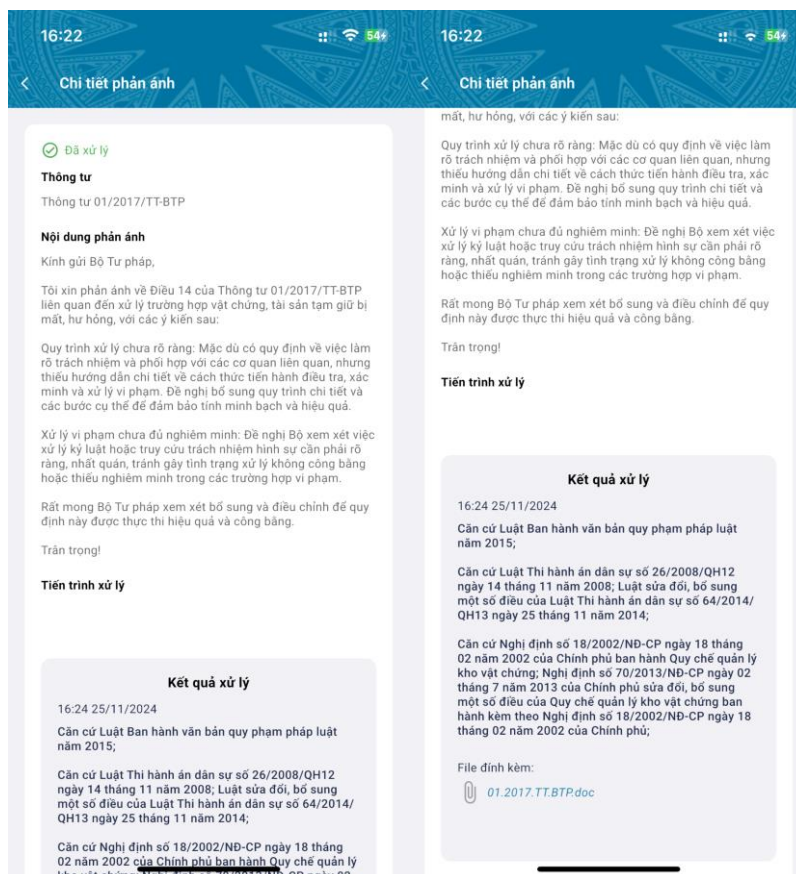 16:22
54
Chi tiết phản ánh
Đã xử lý
Thông tư
Thông tư 01/2017/TT-BTP
Nội dung phản ánh
Kính gửi Bộ Tư pháp,
Tôi xin phản ánh về Điều 14 của Thông tư 01/2017/TT-BTP
liên quan đến xử lý trường hợp vật chứng, tài sản tạm giữ bị
mất, hư hỏng, với các ý kiến sau:
Quy trình xử lý chưa rõ ràng: Mặc dù có quy định về việc làm
rõ trách nhiệm và phối hợp với các cơ quan liên quan, nhưng
thiếu hướng dẫn chi tiết về cách thức tiến hành điều tra, xác
minh và xử lý vi phạm. Đề nghị bổ sung quy trình chi tiết và
các bước cụ thể để đảm bảo tính minh bạch và hiệu quả.
Xử lý vi phạm chưa đủ nghiêm minh: Đề nghị Bộ xem xét việc
xử lý kỷ luật hoặc truy cứu trách nhiệm hình sự cần phải rõ
ràng, nhất quán, tránh gây tình trạng xử lý không công bằng
hoặc thiếu nghiêm minh trong các trường hợp vi phạm.
Rất mong Bộ Tư pháp xem xét bổ sung và điều chỉnh để quy
định này được thực thi hiệu quả và công bằng.
Trân trọng!
Tiến trình xử lý
Kết quả xử lý
16:24 25/11/2024
Căn cứ Luật Ban hành văn bản quy phạm pháp luật
năm 2015;
Căn cứ Luật Thi hành án dân sự số 26/2008/QH12
ngày 14 tháng 11 năm 2008; Luật sửa đổi, bổ sung
một số điều của Luật Thi hành án dân sự số 64/2014/
QH13 ngày 25 tháng 11 năm 2014;
Căn cứ Nghị định số 18/2002/NĐ-CP ngày 18 tháng
02 năm 2002 của Chính phủ ban hành Quy chế quản lý
16:22
54
Chi tiết phản ánh
mất, hư hỏng, với các ý kiến sau:
Quy trình xử lý chưa rõ ràng: Mặc dù có quy định về việc làm
rõ trách nhiệm và phối hợp với các cơ quan liên quan, nhưng
thiếu hướng dẫn chi tiết về cách thức tiến hành điều tra, xác
minh và xử lý vi phạm. Đề nghị bổ sung quy trình chi tiết và
các bước cụ thể để đảm bảo tính minh bạch và hiệu quả.
Xử lý vi phạm chưa đủ nghiêm minh: Đề nghị Bộ xem xét việc
xử lý kỷ luật hoặc truy cứu trách nhiệm hình sự cần phải rõ
ràng, nhất quán, tránh gây tình trạng xử lý không công bằng
hoặc thiếu nghiêm minh trong các trường hợp vi phạm.
Rất mong Bộ Tư pháp xem xét bổ sung và điều chỉnh để quy
định này được thực thi hiệu quả và công bằng.
Trân trọng!
Tiến trình xử lý
Kết quả xử lý
16:24 25/11/2024
Căn cứ Luật Ban hành văn bản quy phạm pháp luật
năm 2015;
Căn cứ Luật Thi hành án dân sự số 26/2008/QH12
ngày 14 tháng 11 năm 2008; Luật sửa đổi, bổ sung
một số điều của Luật Thi hành án dân sự số 64/2014/
QH13 ngày 25 tháng 11 năm 2014;
Căn cứ Nghị định số 18/2002/NĐ-CP ngày 18 tháng
02 năm 2002 của Chính phủ ban hành Quy chế quản lý
kho vật chứng; Nghị định số 70/2013/NĐ-CP ngày 02
tháng 7 năm 2013 của Chính phủ sửa đổi, bổ sung
một số điều của Quy chế quản lý kho vật chứng ban
hành kèm theo Nghị định số 18/2002/NĐ-CP ngày 18
tháng 02 năm 2002 của Chính phủ;
File đính kèm:
01.2017.TT.BTP.doc